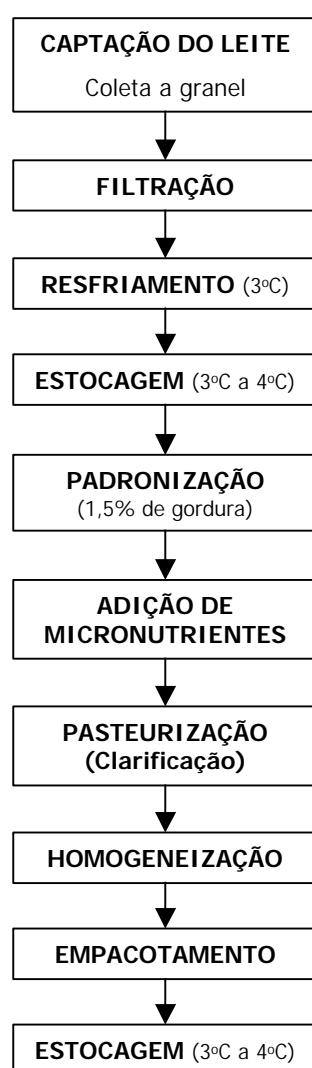 CAPTAÇÃO DO LEITE
Coleta a granel
FILTRAÇÃO
RESFRIAMENTO (3ºC)
ESTOCAGEM (3ºC a 4ºC)
PADRONIZAÇÃO
(1,5% de gordura)
ADIÇÃO DE
MICRONUTRIENTES
PASTEURIZAÇÃO
(Clarificação)
HOMOGENEIZAÇÃO
EMPACOTAMENTO
ESTOCAGEM (3ºC a 4ºC)